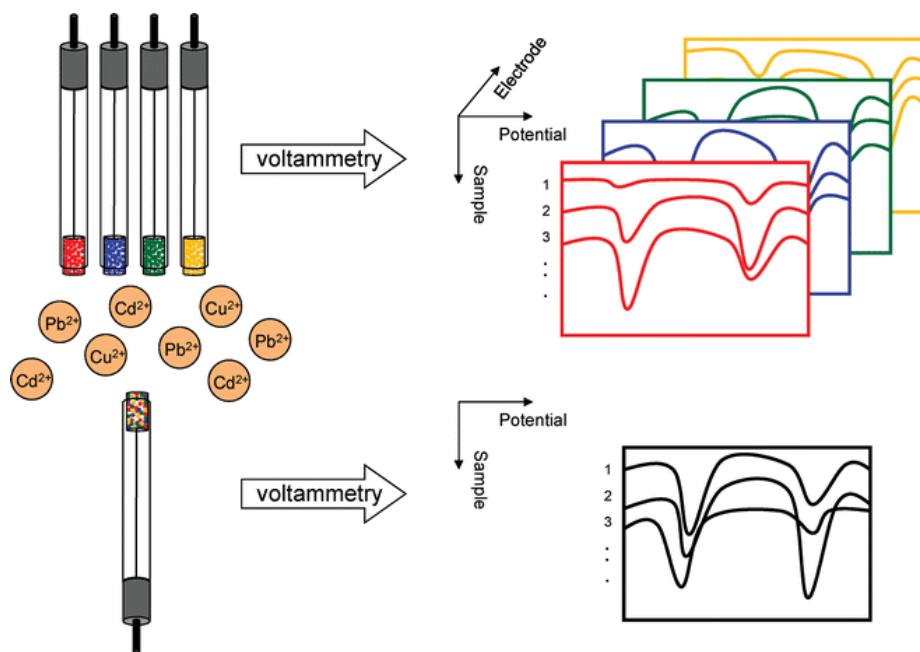 voltammetry
Electrode
Potential
Sample
1
2
3
.
.
.
Cd²⁺
Cu²⁺
Pb²⁺
Cu²⁺
Pb²⁺
Pb²⁺
Cd²⁺
Cd²⁺
voltammetry
Potential
Sample
1
2
3
.
.
.